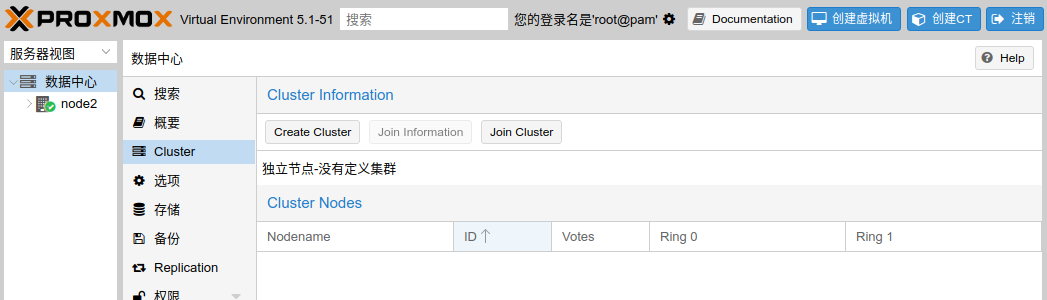 PROXMOX Virtual Environment 5.1-51 搜索 您的登录名是'root@pam' Documentation 创建虚拟机 创建CT 注销
服务器视图
数据中心
node2
数据中心 Help
搜索
概要
Cluster
选项
存储
备份
Replication
权限
Cluster Information
Create Cluster Join Information Join Cluster
独立节点-没有定义集群
Cluster Nodes
Nodename ID Votes Ring 0 Ring 1